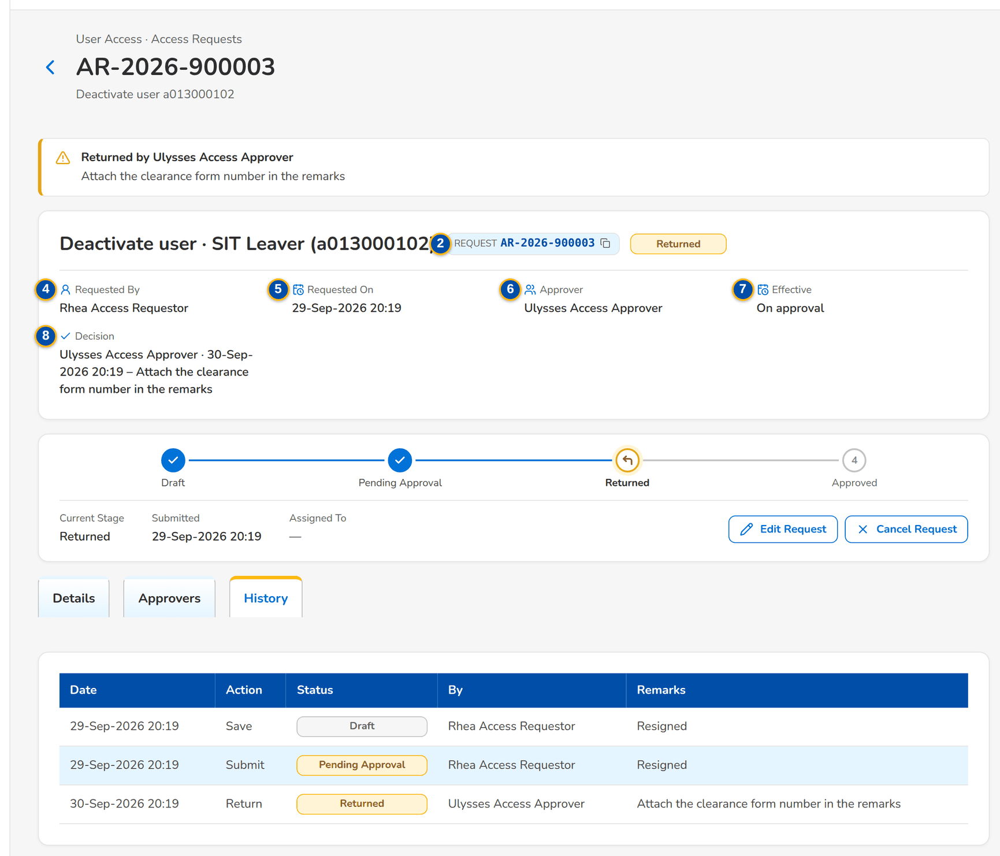 User Access · Access Requests
AR-2026-900003
Deactivate user a013000102
Returned by Ulysses Access Approver
Attach the clearance form number in the remarks
Deactivate user · SIT Leaver (a013000102)
2 REQUEST AR-2026-900003
Returned
4 Requested By
Rhea Access Requestor
5 Requested On
29-Sep-2026 20:19
6 Approver
Ulysses Access Approver
7 Effective
On approval
8 Decision
Ulysses Access Approver · 30-Sep-
2026 20:19 – Attach the clearance
form number in the remarks
Draft
Pending Approval
Returned
4
Approved
Current Stage
Returned
Submitted
29-Sep-2026 20:19
Assigned To
—
Edit Request
Cancel Request
Details
Approvers
History
Date Action Status By Remarks
29-Sep-2026 20:19 Save Draft Rhea Access Requestor Resigned
29-Sep-2026 20:19 Submit Pending Approval Rhea Access Requestor Resigned
30-Sep-2026 20:19 Return Returned Ulysses Access Approver Attach the clearance form number in the remarks